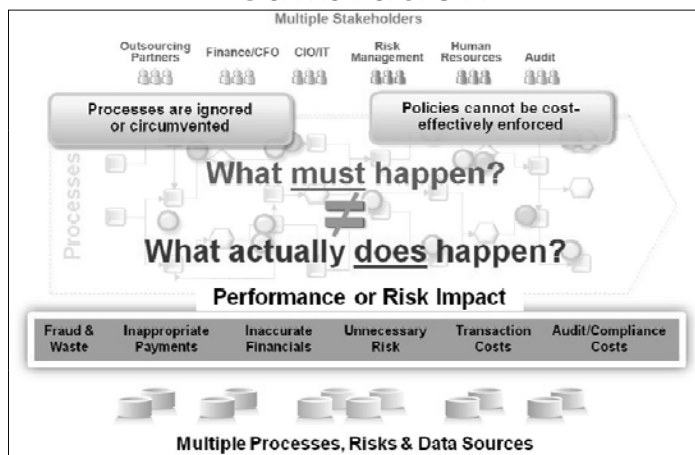 Multiple Stakeholders
Outsourcing
Partners
Finance/CFO
CIO/IT
Risk
Management
Human
Resources
Audit
Processes are ignored
or circumvented
Policies cannot be cost-
effectively enforced
Processes
What must happen?
≠
What actually does happen?
Performance or Risk Impact
Fraud &
Waste
Inappropriate
Payments
Inaccurate
Financials
Unnecessary
Risk
Transaction
Costs
Audit/Compliance
Costs
Multiple Processes, Risks & Data Sources